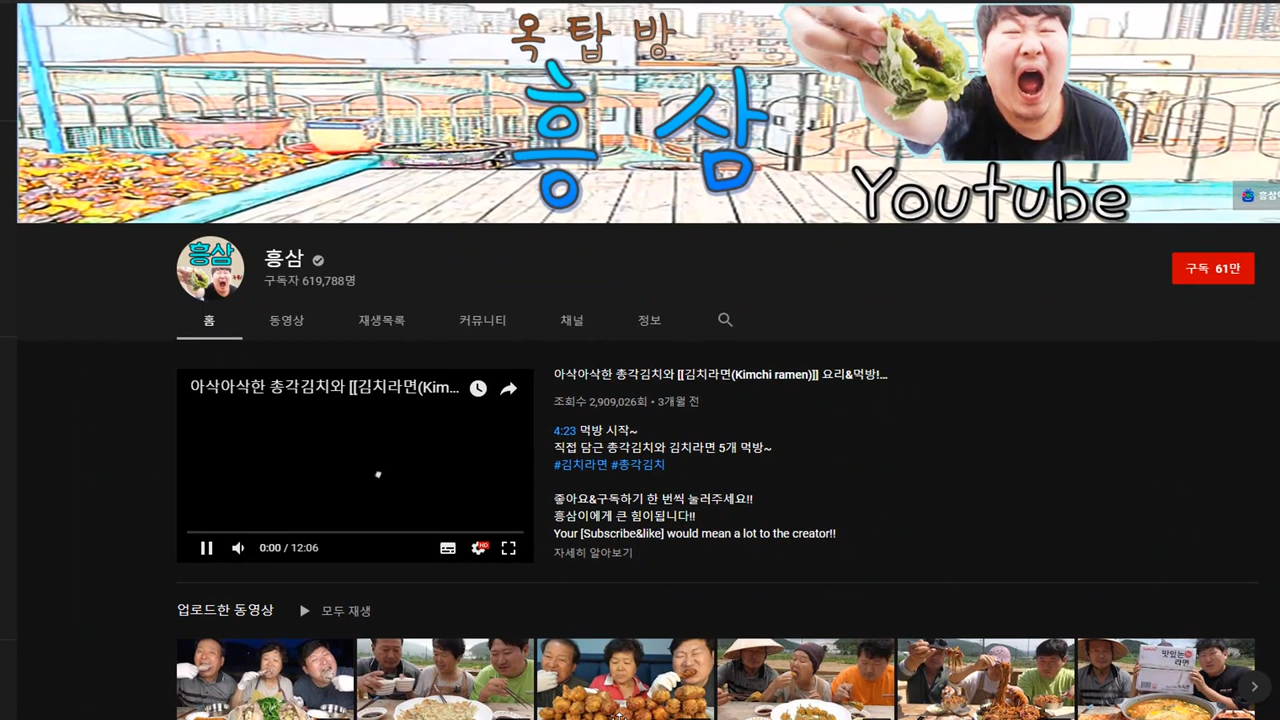 옥탑방
흥삼
Youtube
흥삼
흥삼
구독자 619,788명
구독 61만
홈
동영상
재생목록
커뮤니티
채널
정보
아삭아삭한 총각김치와 [[김치라면(Kim...
0:00 / 12:06
HD
아삭아삭한 총각김치와 [[김치라면(Kimchi ramen)]] 요리&먹방!...
조회수 2,909,026회 • 3개월 전
4:23 먹방 시작~
직접 담근 총각김치와 김치라면 5개 먹방~
#김치라면 #총각김치
좋아요&구독하기 한 번씩 눌러주세요!!
흥삼이에게 큰 힘이됩니다!!
Your [Subscribe&like] would mean a lot to the creator!!
자세히 알아보기
업로드한 동영상
모두 재생
맛있는
라면